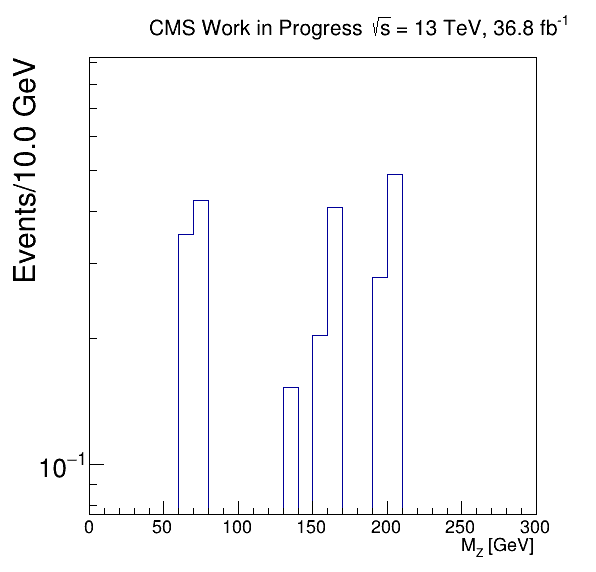 CMS Work in Progress √s = 13 TeV, 36.8 fb⁻¹
Events/10.0 GeV
10⁻¹
0 50 100 150 200 250 300
M_Z [GeV]